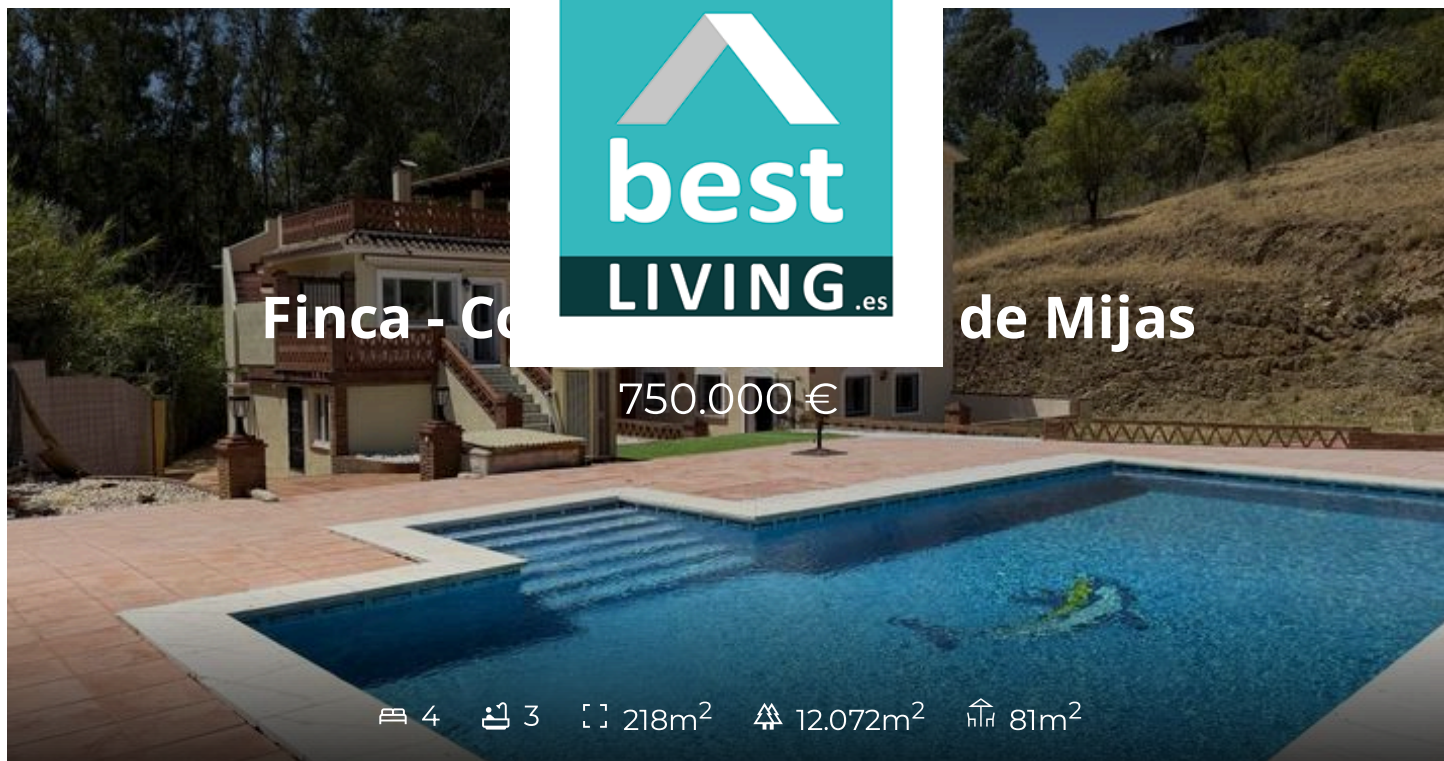 best
LIVING.es
Finca - Co de Mijas
750.000 €
4 3 218m² 12.072m² 81m²